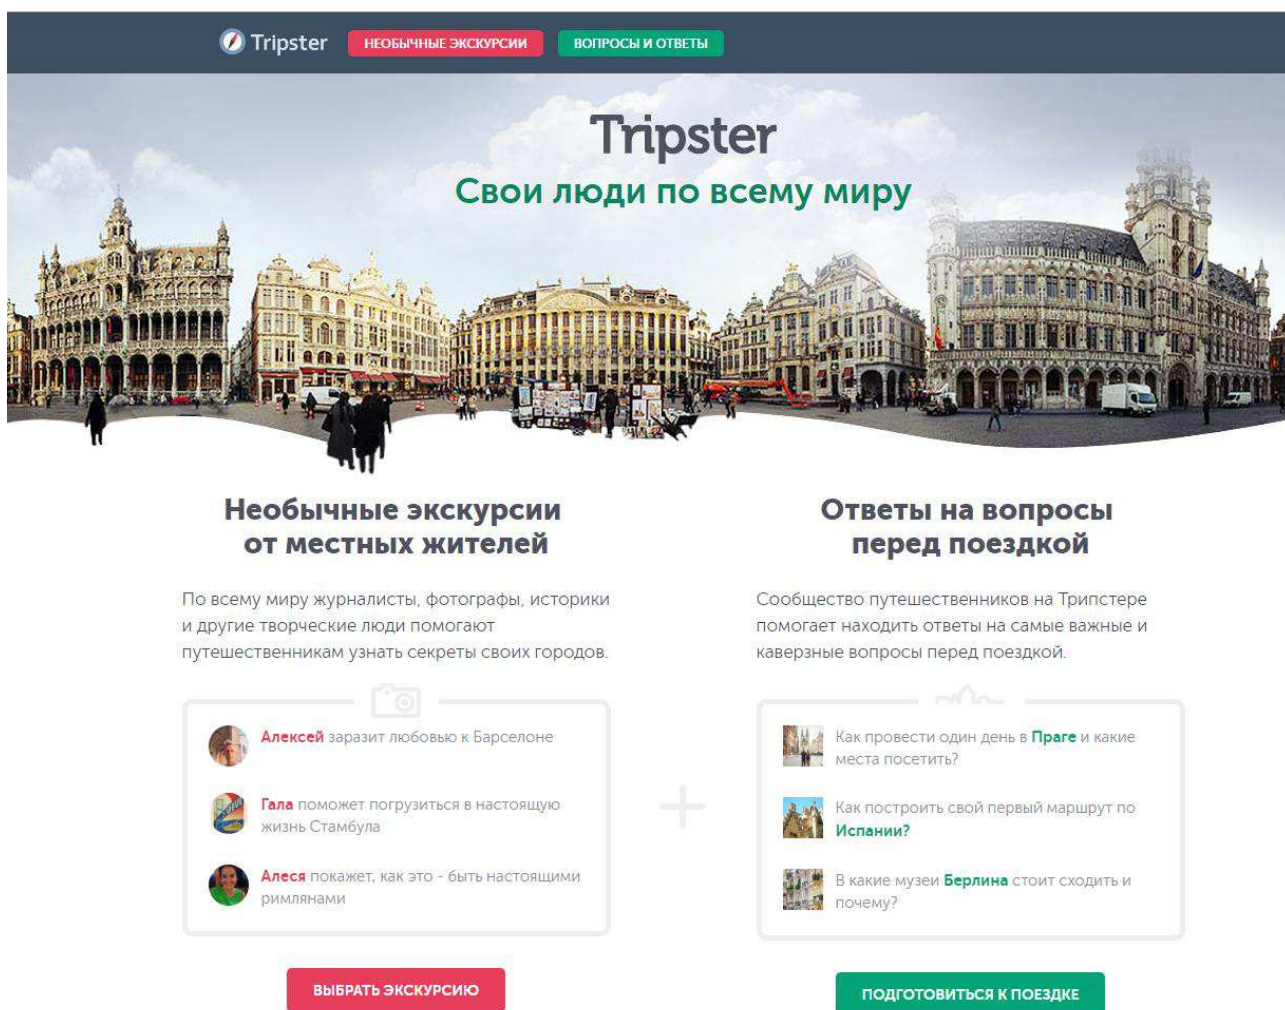 Tripster
НЕОБЫЧНЫЕ ЭКСКУРСИИ
ВОПРОСЫ И ОТВЕТЫ
Tripster
Свои люди по всему миру
Необычные экскурсии
от местных жителей
По всему миру журналисты, фотографы, историки
и другие творческие люди помогают
путешественникам узнать секреты своих городов.
Алексей заразит любовью к Барселоне
Гала поможет погрузиться в настоящую
жизнь Стамбула
Алеся покажет, как это - быть настоящими
римлянами
ВЫБРАТЬ ЭКСКУРСИЮ
Ответы на вопросы
перед поездкой
Сообщество путешественников на Трипстере
помогает находить ответы на самые важные и
каверзные вопросы перед поездкой.
Как провести один день в Праге и какие
места посетить?
Как построить свой первый маршрут по
Испании?
В какие музеи Берлина стоит сходить и
почему?
ПОДГОТОВИТЬСЯ К ПОЕЗДКЕ